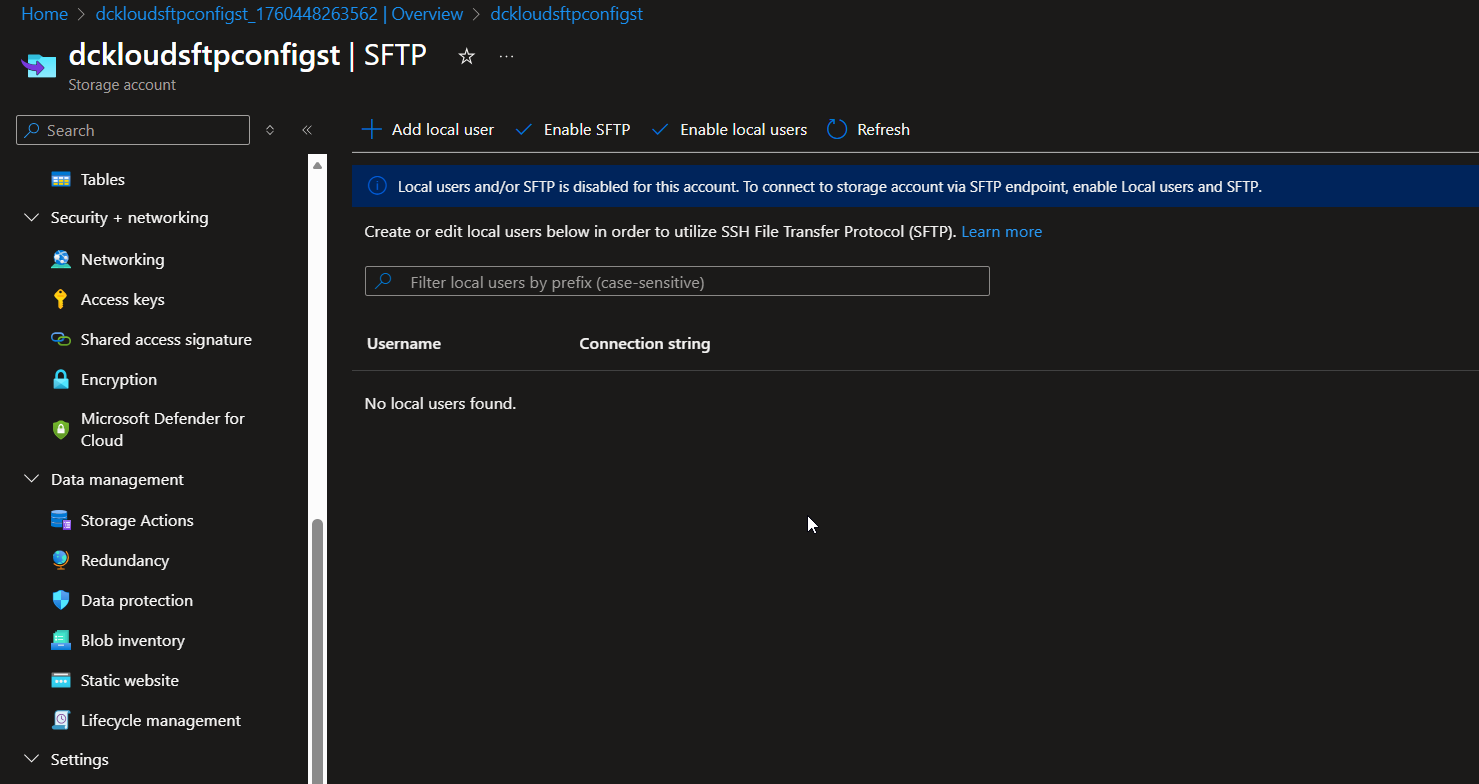 Home > dckloudsftpconfigst_1760448263562 | Overview > dckloudsftpconfigst
dckloudsftpconfigst | SFTP
Storage account
Search
Add local user
Enable SFTP
Enable local users
Refresh
Tables
Security + networking
Networking
Access keys
Shared access signature
Encryption
Microsoft Defender for
Cloud
Data management
Storage Actions
Redundancy
Data protection
Blob inventory
Static website
Lifecycle management
Settings
Local users and/or SFTP is disabled for this account. To connect to storage account via SFTP endpoint, enable Local users and SFTP.
Create or edit local users below in order to utilize SSH File Transfer Protocol (SFTP). Learn more
Filter local users by prefix (case-sensitive)
Username Connection string
No local users found.